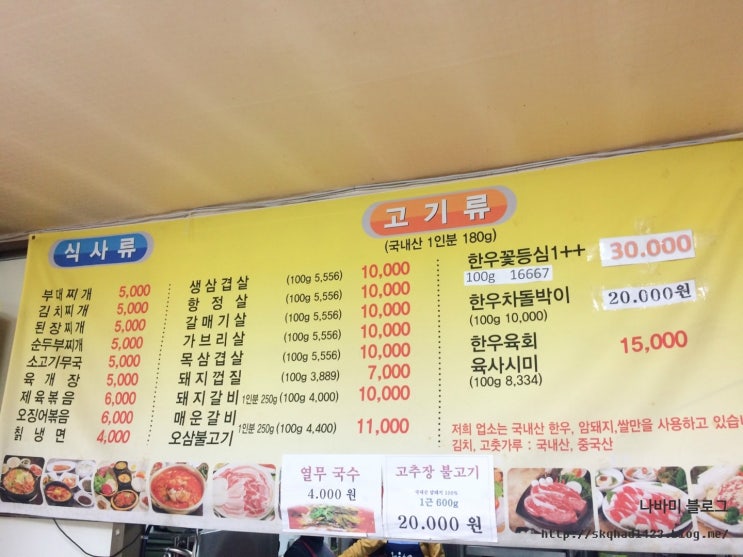 식사류
부대찌개 5,000
김치찌개 5,000
된장찌개 5,000
순두부찌개 5,000
소고기무국 5,000
육개장 5,000
제육볶음 6,000
오징어볶음 6,000
칡냉면 4,000
고기류
(국내산 1인분 180g)
생삼겹살 (100g 5,556) 10,000
항정살 (100g 5,556) 10,000
갈매기살 (100g 5,556) 10,000
가브리살 (100g 5,556) 10,000
목삼겹살 (100g 5,556) 10,000
돼지껍질 (100g 3,889) 7,000
돼지갈비 1인분 250g (100g 4,000) 10,000
매운갈비
오삼불고기 1인분 250g (100g 4,400) 11,000
한우꽃등심1++ 30.000
100g 16667
한우차돌박이 20.000원
(100g 10,000)
한우육회 15,000
육사시미
(100g 8,334)
저희 업소는 국내산 한우, 암돼지,쌀만을 사용하고 있습니
김치, 고춧가루 : 국내산, 중국산
열무 국수
4.000 원
고추장 불고기
국내산 암돼지 100%
1근 600g
20.000 원
나바미 블로그
http://skqhad1423.blog.me/